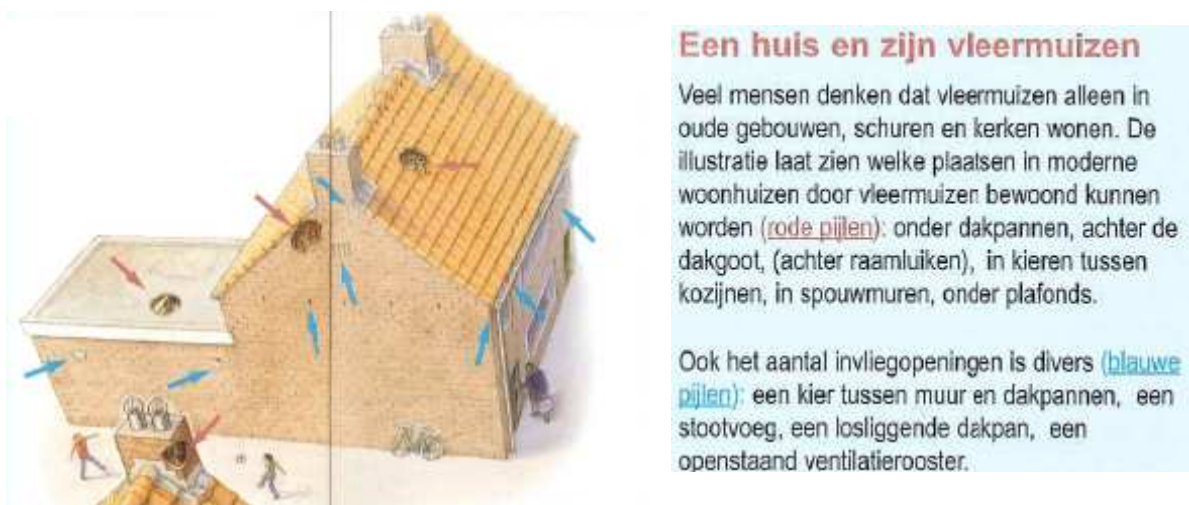 Een huis en zijn vleermuizen
Veel mensen denken dat vleermuizen alleen in
oude gebouwen, schuren en kerken wonen. De
illustratie laat zien welke plaatsen in moderne
woonhuizen door vleermuizen bewoond kunnen
worden (rode pijlen): onder dakpannen, achter de
dakgoot, (achter raamluiken), in kieren tussen
kozijnen, in spouwmuren, onder plafonds.
Ook het aantal invliegopeningen is divers (blauwe
pijlen): een kier tussen muur en dakpannen, een
stootvoeg, een losliggende dakpan, een
openstaand ventilatierooster.